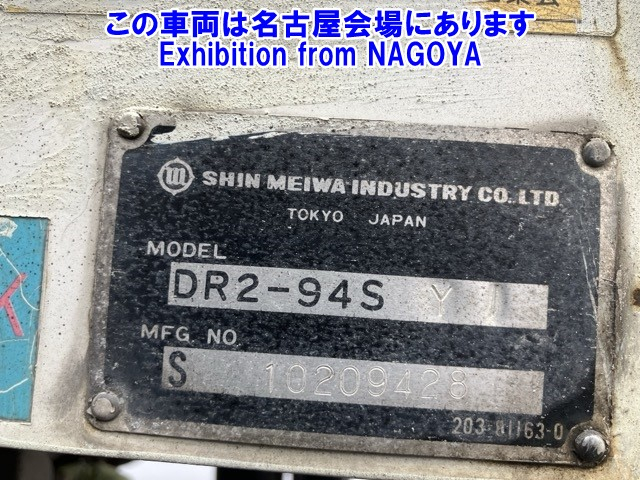 この車両は名古屋会場にあります
Exhibition from NAGOYA
SHIN MEIWA INDUSTRY CO., LTD.
TOKYO JAPAN
MODEL
DR2-94S Y J
MFG NO
S 10209428
203-81163-0